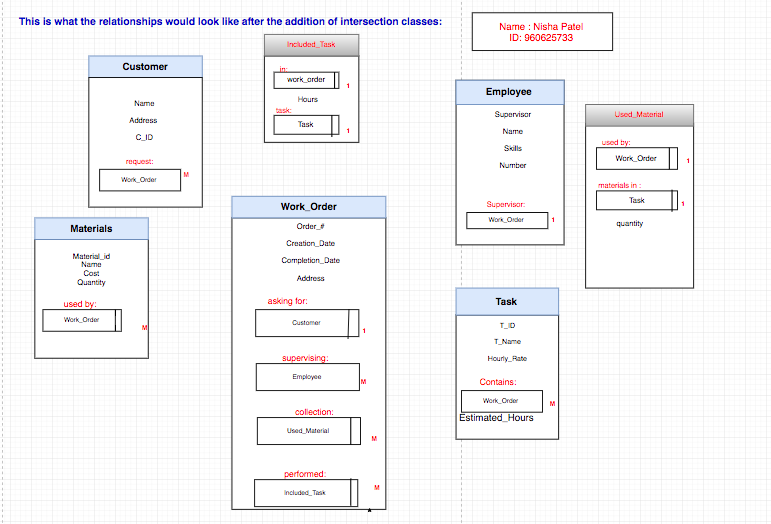 This is what the relationships would look like after the addition of intersection classes:
Name : Nisha Patel
ID: 960625733
Included_Task
in:
work_order
1
Hours
task:
Task
1
Customer
Name
Address
C_ID
request:
Work_Order
M
Employee
Supervisor
Name
Skills
Number
Supervisor:
Work_Order
1
Used_Material
used by:
Work_Order
1
materials in :
Task
1
quantity
Materials
Material_id
Name
Cost
Quantity
used by:
Work_Order
M
Work_Order
Order_#
Creation_Date
Completion_Date
Address
asking for:
Customer
1
supervising:
Employee
M
collection:
Used_Material
M
performed:
Included_Task
M
Task
T_ID
T_Name
Hourly_Rate
Contains:
Work_Order
M
Estimated_Hours